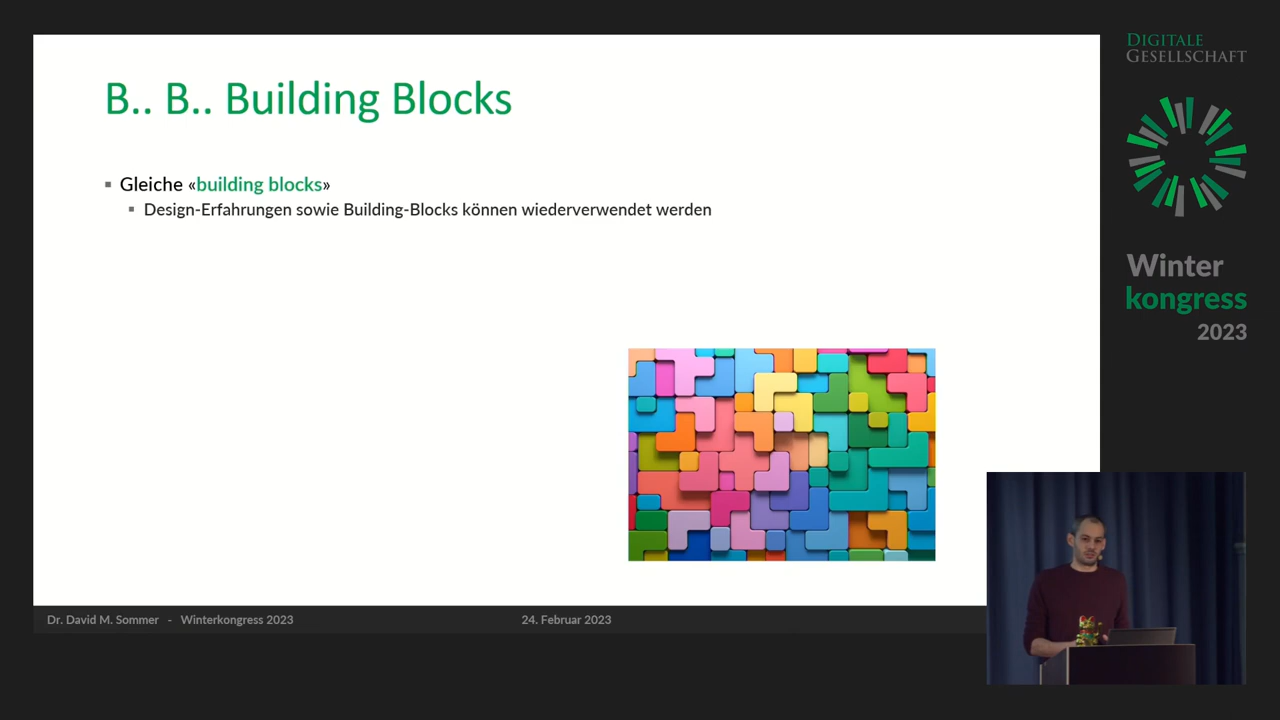 B.. B.. Building Blocks
Gleiche «building blocks»
Design-Erfahrungen sowie Building-Blocks können wiederverwendet werden
Dr. David M. Sommer - Winterkongress 2023
24. Februar 2023
DIGITALE
GESELLSCHAFT
Winter
kongress
2023